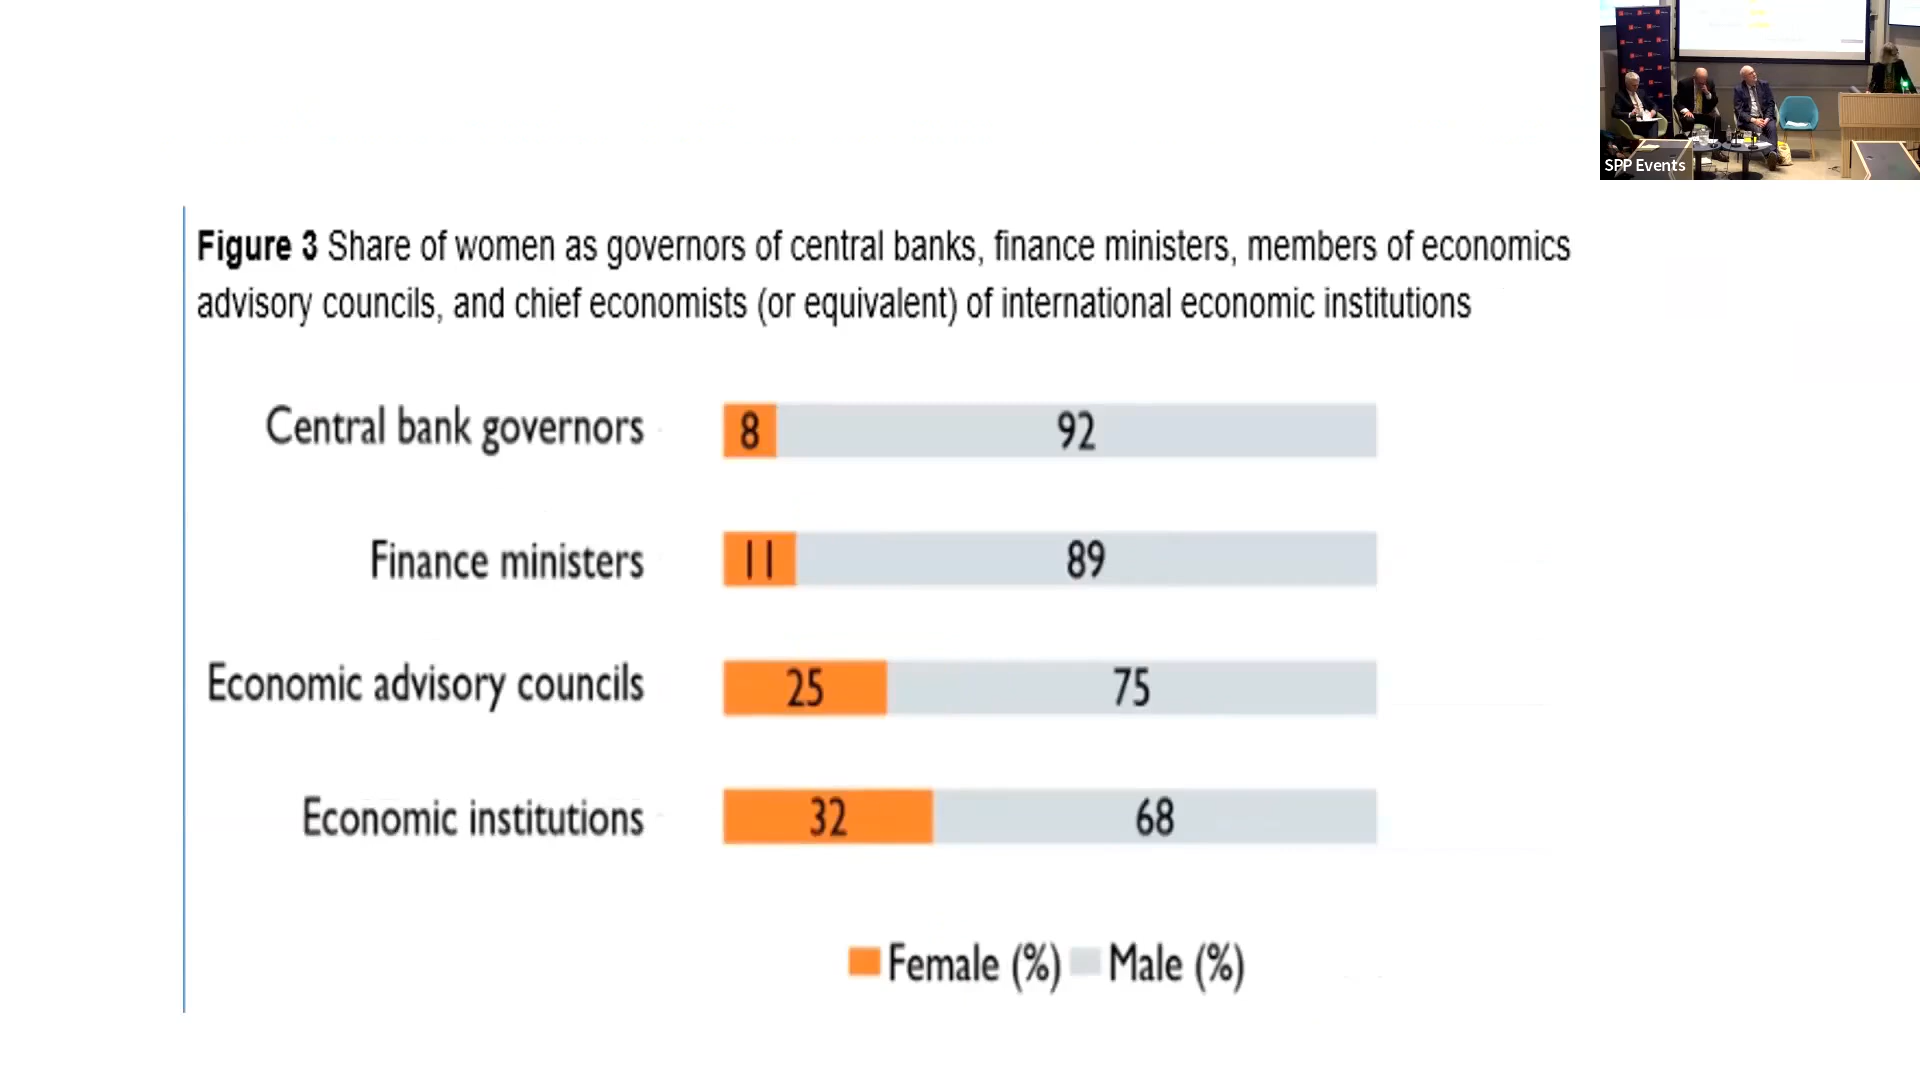 SPP Events
Figure 3 Share of women as governors of central banks, finance ministers, members of economics
advisory councils, and chief economists (or equivalent) of international economic institutions
Central bank governors 8 92
Finance ministers 11 89
Economic advisory councils 25 75
Economic institutions 32 68
Female (%) Male (%)